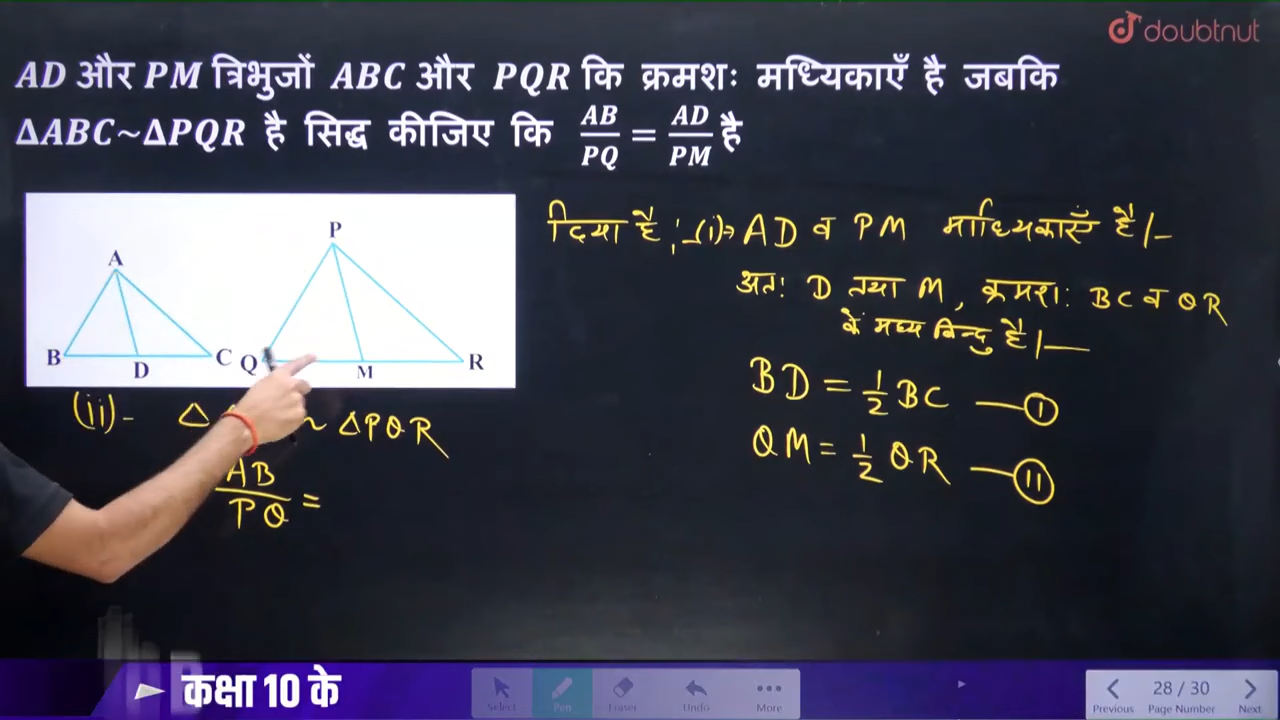 doubtnut
AD और PM त्रिभुजों ABC और PQR कि क्रमशः मध्यिकाएँ है जबकि
ΔABC~ΔPQR है सिद्ध कीजिए कि AB/PQ = AD/PM है
A
B
D
C
P
Q
M
R
दिया है :- (i)⇒ AD व PM माध्यिकाएँ है।-
अतः D तथा M, क्रमशः BC व QR
के मध्य बिन्दु है।-
BD = 1/2 BC — I
QM = 1/2 QR — II
(ii)- Δ ~ ΔPQR
AB/PQ =
कक्षा 10 के
Select
Pen
Eraser
Undo
More
Previous
28 / 30
Page Number
Next